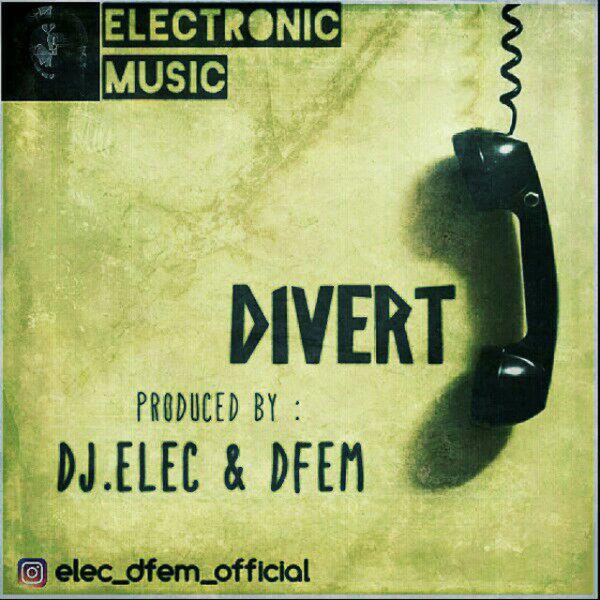 ELECTRONIC
MUSIC
DIVERT
PRODUCED BY :
DJ.ELEC & DFEM
elec_dfem_official